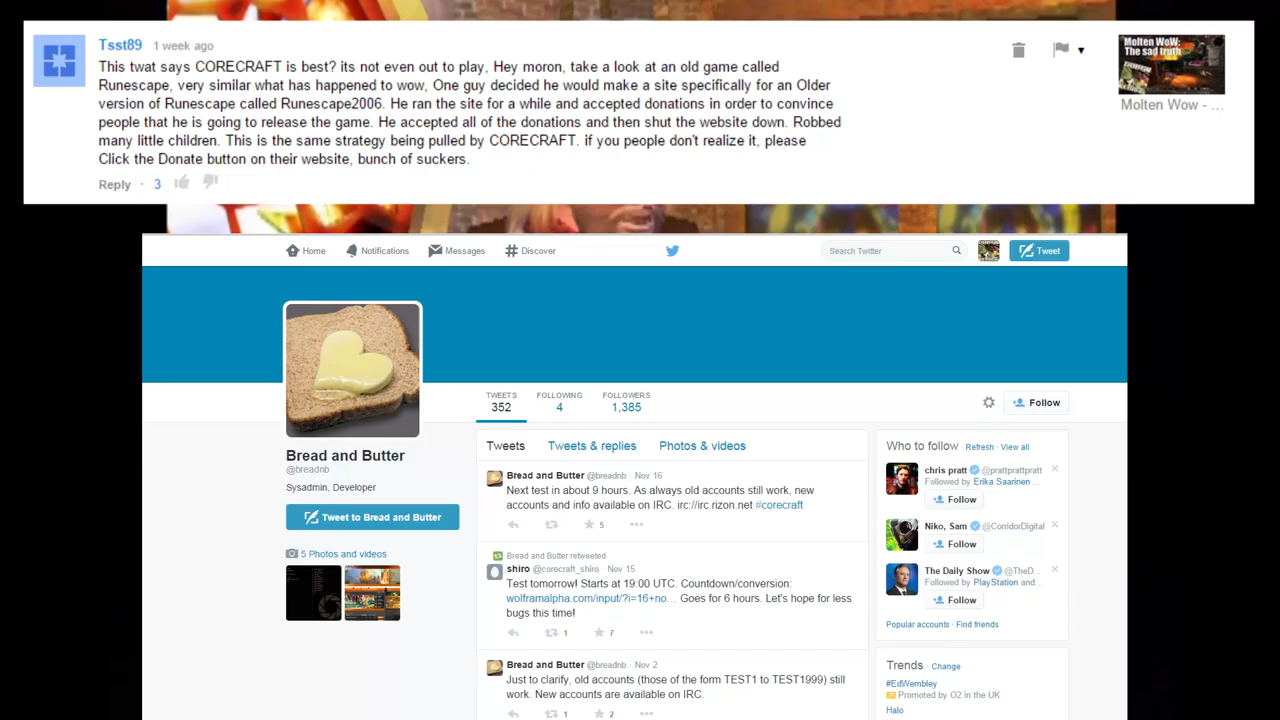 Tsst89 1 week ago
This twat says CORECRAFT is best? its not even out to play, Hey moron, take a look at an old game called
Runescape, very similar what has happened to wow, One guy decided he would make a site specifically for an Older
version of Runescape called Runescape2006. He ran the site for a while and accepted donations in order to convince
people that he is going to release the game. He accepted all of the donations and then shut the website down. Robbed
many little children. This is the same strategy being pulled by CORECRAFT. if you people don't realize it, please
Click the Donate button on their website, bunch of suckers.
Reply · 3
Molten WoW:
The sad truth
Molten Wow - ...
Home Notifications Messages # Discover
Search Twitter
Tweet
TWEETS FOLLOWING FOLLOWERS
352 4 1,385
Follow
Bread and Butter
@breadnb
Sysadmin, Developer
Tweet to Bread and Butter
5 Photos and videos
Tweets Tweets & replies Photos & videos
Bread and Butter @breadnb · Nov 16
Next test in about 9 hours. As always old accounts still work, new
accounts and info available on IRC. irc://irc.rizon.net #corecraft
5
Bread and Butter retweeted
shiro @corecraft_shiro · Nov 15
Test tomorrow! Starts at 19:00 UTC. Countdown/conversion:
wolframalpha.com/input/?i=16+no... Goes for 6 hours. Let's hope for less
bugs this time!
1 7
Bread and Butter @breadnb · Nov 2
Just to clarify, old accounts (those of the form TEST1 to TEST1999) still
work. New accounts are available on IRC.
1 2
Who to follow · Refresh · View all
chris pratt @prattprattpratt
Followed by Erika Saarinen ...
Follow
Niko, Sam @CorridorDigital
Follow
The Daily Show @TheD...
Followed by PlayStation and...
Follow
Popular accounts · Find friends
Trends · Change
#EdWembley
Promoted by O2 in the UK
Halo